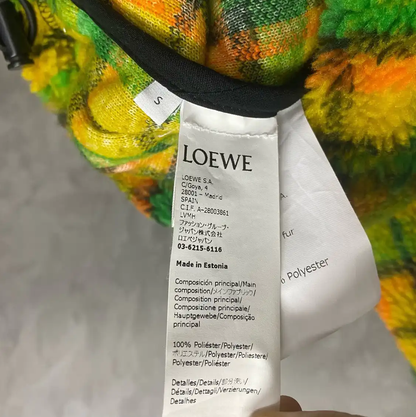 S
LOEWE
LOEWE S.A.
C/Goya, 4
28001 – Madrid
SPAIN
C.I.F. A-28003861
LVMH
ファッション・グループ・
ジャパン株式会社
ロエベジャパン
03-6215-6116
Made in Estonia
Composición principal/Main
composition/メインファブリック/
Composition principal/
Composizione principale/
Hauptgewebe/Composição
principal
100% Poliéster/Polyester/
ポリエステル/Polyester/Poliestere/
Polyester/Poliéster
Detalles/Details/部分使い/
Détails/Dettagli/Verzierungen/
Detalhes
A.
fur
Polyester